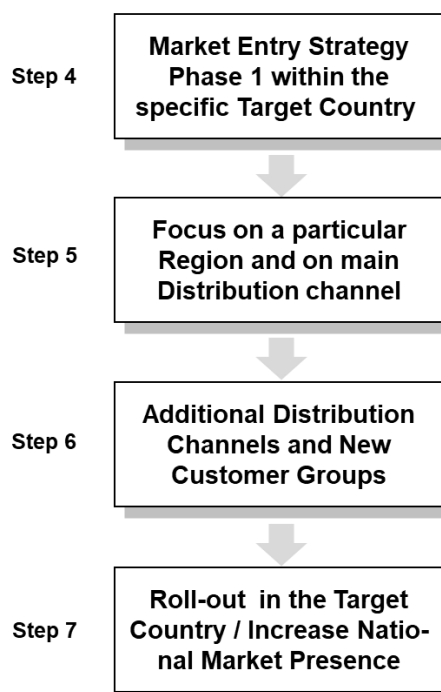 Market Entry Strategy
Step 4
Phase 1 within the
specific Target Country
Focus on a particular
Step 5
Region and on main
Distribution channel
Additional Distribution
Step 6
Channels and New
Customer Groups
Roll-out in the Target
Step 7
Country / Increase Natio-
nal Market Presence